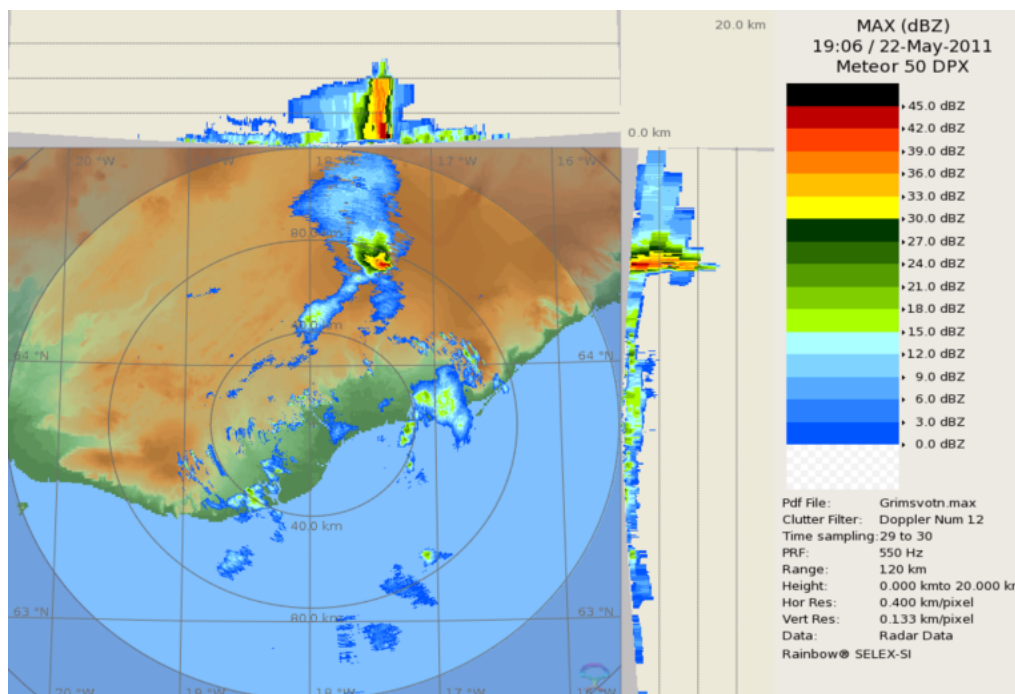 20.0 km
0.0 km
MAX (dBZ)
19:06 / 22-May-2011
Meteor 50 DPX
45.0 dBZ
42.0 dBZ
39.0 dBZ
36.0 dBZ
33.0 dBZ
30.0 dBZ
27.0 dBZ
24.0 dBZ
21.0 dBZ
18.0 dBZ
15.0 dBZ
12.0 dBZ
9.0 dBZ
6.0 dBZ
3.0 dBZ
0.0 dBZ
20 °W
18 °W
17 °W
16 °W
80.0 km
64 °N
64 °N
40.0 km
63 °N
63 °N
80.0 km
20 °W
19 °W
18 °W
17 °W
16 °W
Pdf File: Grimsvotn.max
Clutter Filter: Doppler Num 12
Time sampling: 29 to 30
PRF: 550 Hz
Range: 120 km
Height: 0.000 kmto 20.000 km
Hor Res: 0.400 km/pixel
Vert Res: 0.133 km/pixel
Data: Radar Data
Rainbow® SELEX-SI